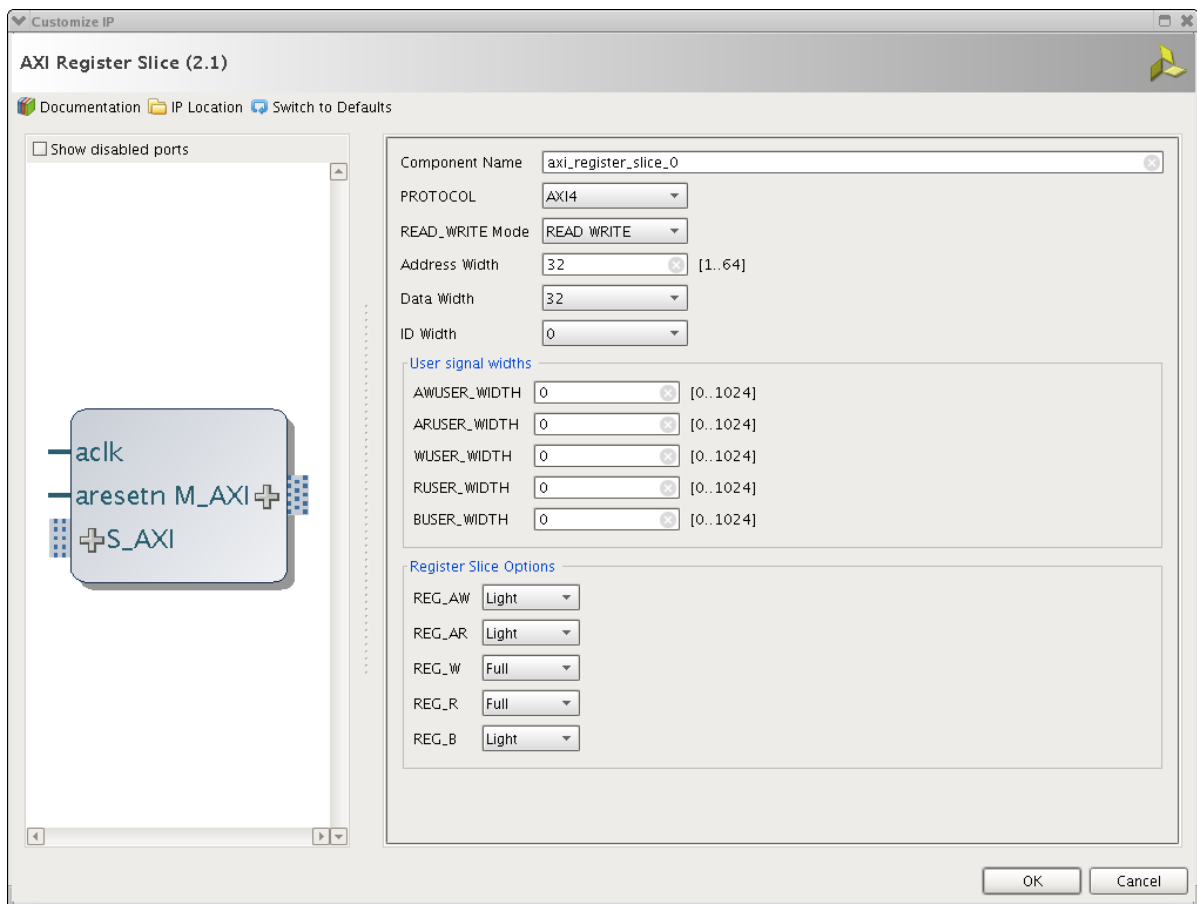 Customize IP
AXI Register Slice (2.1)
Documentation IP Location Switch to Defaults
Show disabled ports
aclk
aresetn M_AXI
S_AXI
Component Name axi_register_slice_0
PROTOCOL AXI4
READ_WRITE Mode READ WRITE
Address Width 32 [1..64]
Data Width 32
ID Width 0
User signal widths
AWUSER_WIDTH 0 [0..1024]
ARUSER_WIDTH 0 [0..1024]
WUSER_WIDTH 0 [0..1024]
RUSER_WIDTH 0 [0..1024]
BUSER_WIDTH 0 [0..1024]
Register Slice Options
REG_AW Light
REG_AR Light
REG_W Full
REG_R Full
REG_B Light
OK Cancel